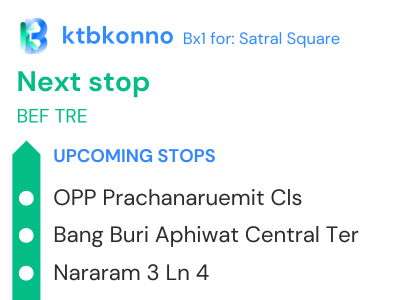 ktbkonno Bx1 for: Satral Square
Next stop
BEF TRE
UPCOMING STOPS
OPP Prachanaruemit Cls
Bang Buri Aphiwat Central Ter
Nararam 3 Ln 4